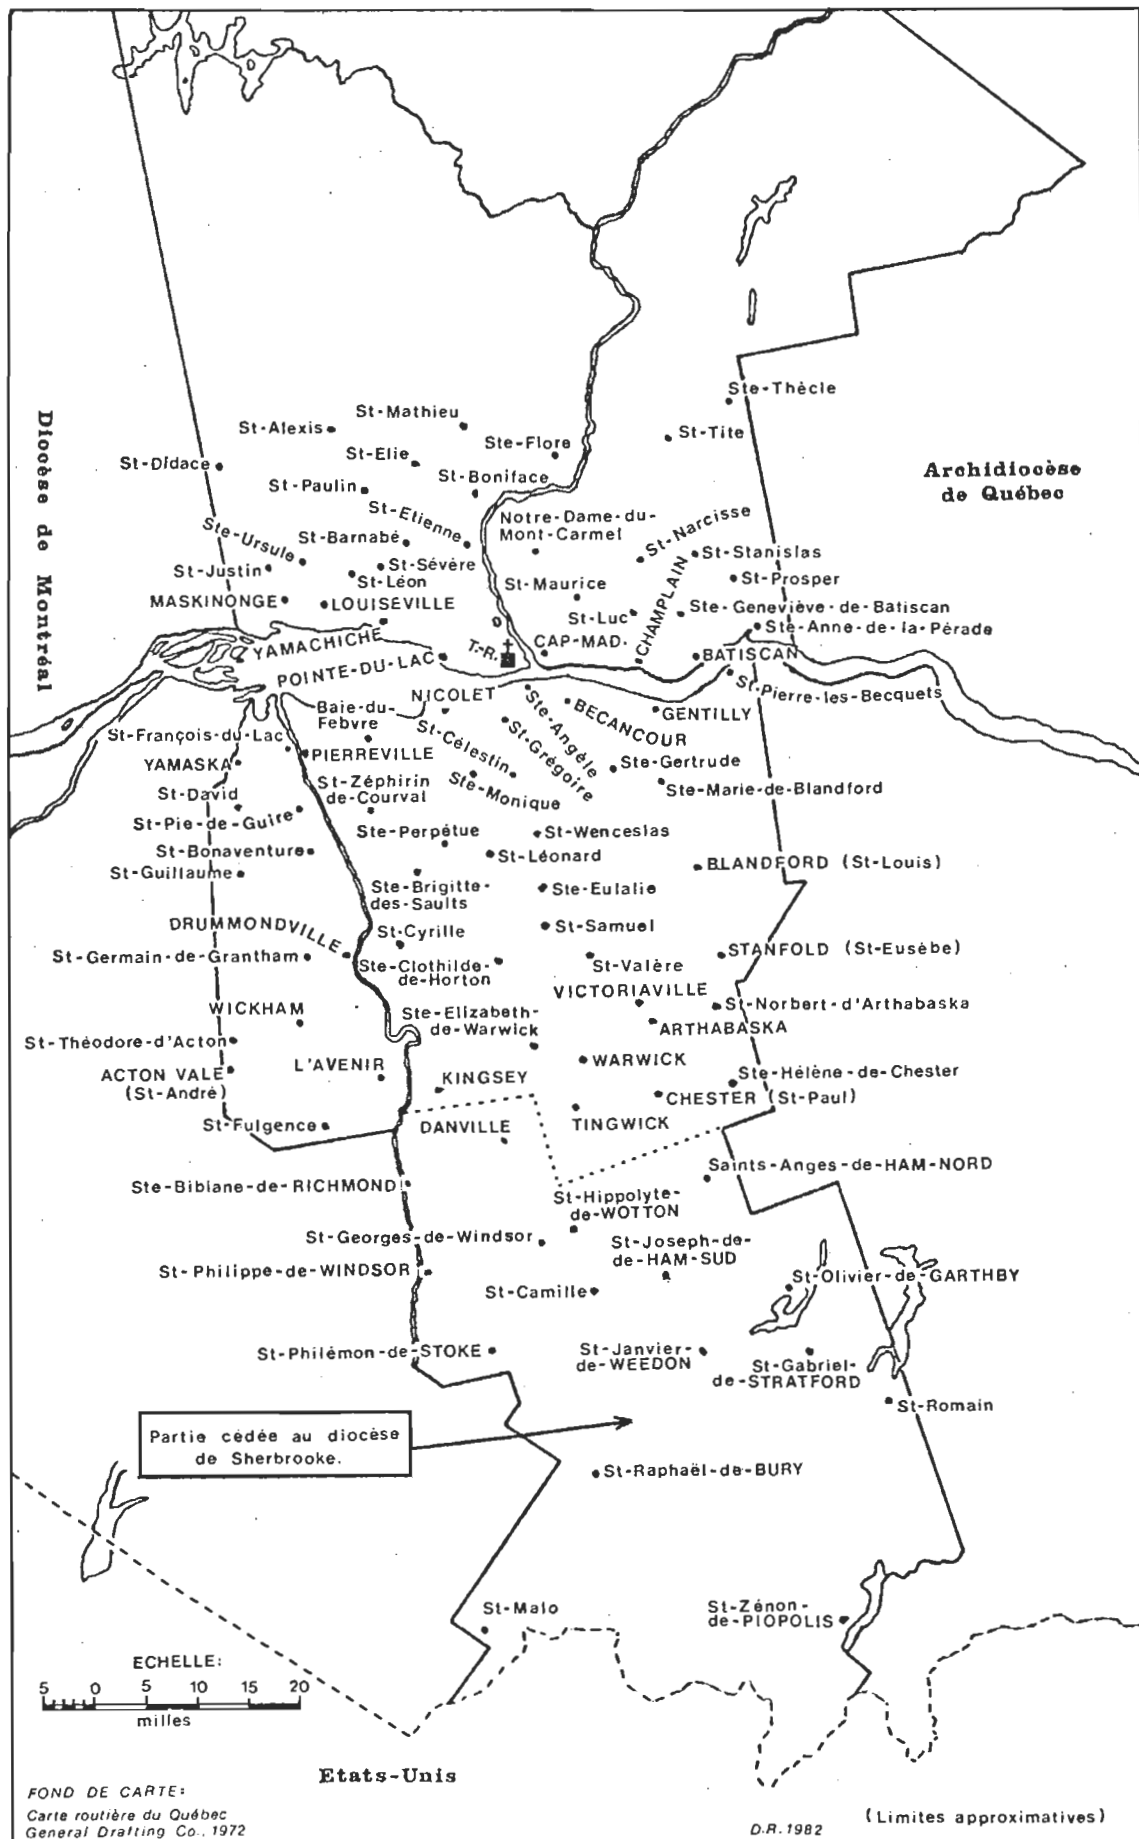 Ste-Thècle
St-Mathieu
St-Alexis
Ste-Flore
St-Tite
St-Didace
St-Elie
St-Boniface
Archidiocèse
de Québec
Diocèse de Montréal
St-Paulin
St-Etienne
Notre-Dame-du-
Mont-Carmel
St-Narcisse
Ste-Ursule
St-Barnabé
St-Stanislas
St-Justin
St-Sévère
St-Léon
St-Maurice
St-Prosper
MASKINONGE
LOUISEVILLE
St-Luc
CHAMPLAIN
Ste-Geneviève-de-Batiscan
Ste-Anne-de-la-Pérade
YAMACHICHE
T.-R.
CAP-MAD.
BATISCAN
POINTE-DU-LAC
St-Pierre-les-Becquets
NICOLET
Baie-du-
Febvre
Ste-Angèle
BECANCOUR
GENTILLY
St-François-du-Lac
PIERREVILLE
St-Célestin
St-Grégoire
YAMASKA
Ste-Gertrude
St-Zéphirin
de-Courval
Ste-Monique
Ste-Marie-de-Blandford
St-David
St-Pie-de-Guire
Ste-Perpétue
St-Wenceslas
St-Bonaventure
St-Léonard
BLANDFORD (St-Louis)
St-Guillaume
Ste-Brigitte-
des-Saults
Ste-Eulalie
DRUMMONDVILLE
St-Cyrille
St-Samuel
St-Germain-de-Grantham
Ste-Clothilde-
de-Horton
St-Valère
STANFOLD (St-Eusèbe)
VICTORIAVILLE
WICKHAM
Ste-Elizabeth-
de-Warwick
St-Norbert-d'Arthabaska
ARTHABASKA
St-Théodore-d'Acton
WARWICK
ACTON VALE
(St-André)
L'AVENIR
KINGSEY
Ste-Hélène-de-Chester
CHESTER (St-Paul)
St-Fulgence
DANVILLE
TINGWICK
Saints-Anges-de-HAM-NORD
Ste-Bibiane-de-RICHMOND
St-Hippolyte-
de-WOTTON
St-Georges-de-Windsor
St-Joseph-de-
de-HAM-SUD
St-Philippe-de-WINDSOR
St-Camille
St-Olivier-de-GARTHBY
St-Philémon-de-STOKE
St-Janvier-
de-WEEDON
St-Gabriel-
de-STRATFORD
St-Romain
Partie cédée au diocèse
de Sherbrooke.
St-Raphaël-de-BURY
St-Malo
St-Zénon-
de-PIOPOLIS
ECHELLE:
5 0 5 10 15 20
milles
Etats-Unis
FOND DE CARTE:
Carte routière du Québec
General Drafting Co., 1972
D.R. 1982
(Limites approximatives)